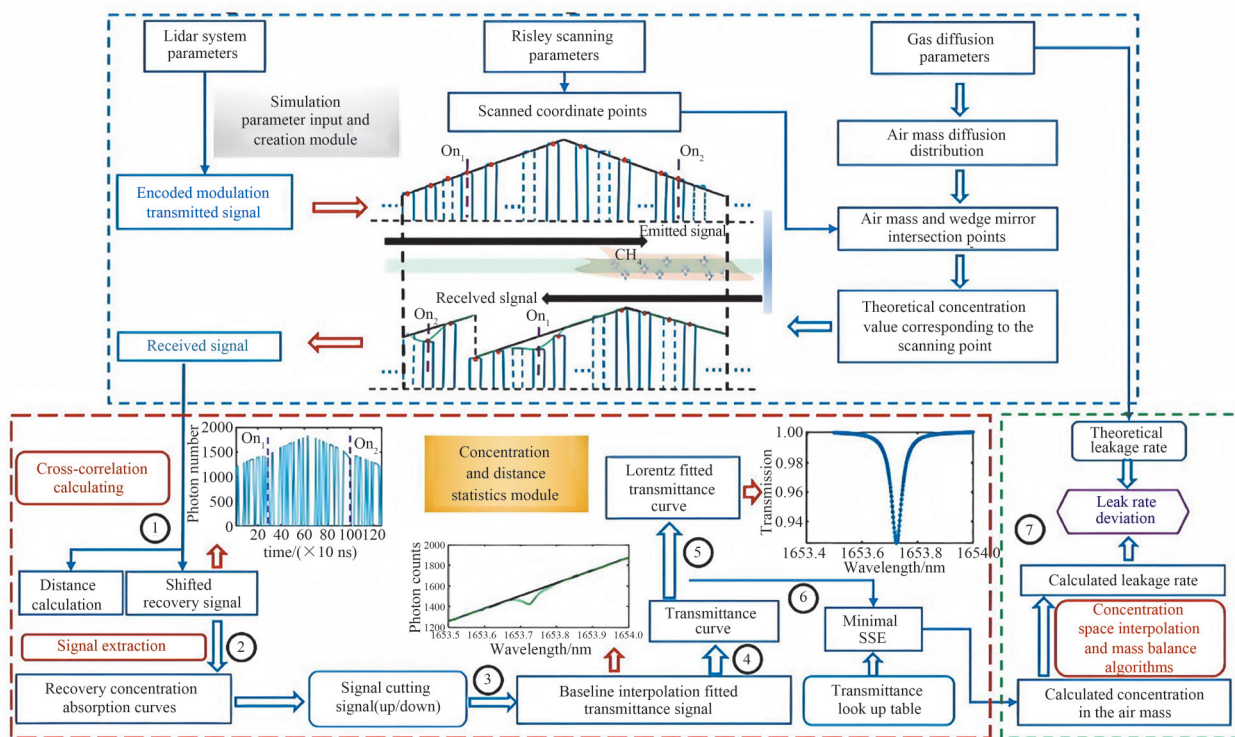 Lidar system
parameters
Risley scanning
parameters
Gas diffusion
parameters
Simulation
parameter input and
creation module
Scanned coordinate points
Air mass diffusion
distribution
On1
On2
Encoded modulation
transmitted signal
...
...
...
Emitted signal
Air mass and wedge mirror
intersection points
CH4
Received signal
On2
On1
Theoretical concentration
value corresponding to the
scanning point
Received signal
...
...
...
Cross-correlation
calculating
Photon number
2000
1500
1000
500
0
On1
On2
20
60
80
100
120
time/(× 10 ns)
Concentration
and distance
statistics module
Lorentz fitted
transmittance
curve
Transmission
1.00
0.98
0.96
0.94
1653.4
1653.6
1653.8
1654.0
Wavelength/nm
Theoretical
leakage rate
Leak rate
deviation
7
1
Distance
calculation
Shifted
recovery signal
Photon counts
2000
1800
1600
1400
1200
1653.5
1653.6
1653.7
1653.8
1653.9
1654.0
Wavelength/nm
5
6
Transmittance
curve
Minimal
SSE
Calculated leakage rate
Concentration
space interpolation
and mass balance
algorithms
Signal extraction
2
Recovery concentration
absorption curves
Signal cutting
signal(up/down)
3
4
Baseline interpolation fitted
transmittance signal
Transmittance
look up table
Calculated concentration
in the air mass